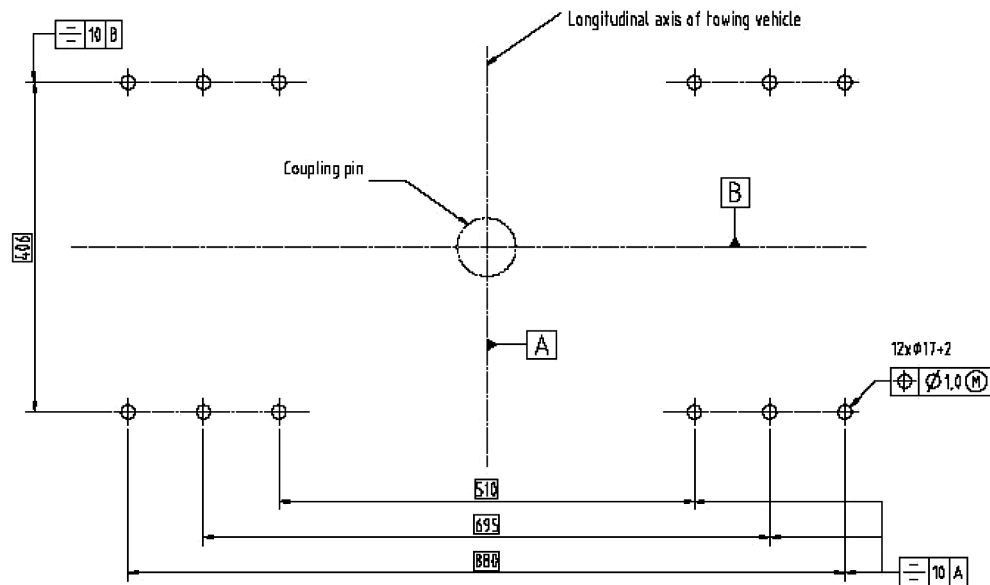 Longitudinal axis of towing vehicle
⌯ 10 B
Coupling pin
B
406
A
12xΦ17+2
⌖ Ø1,0 Ⓜ
510
695
880
⌯ 10 A